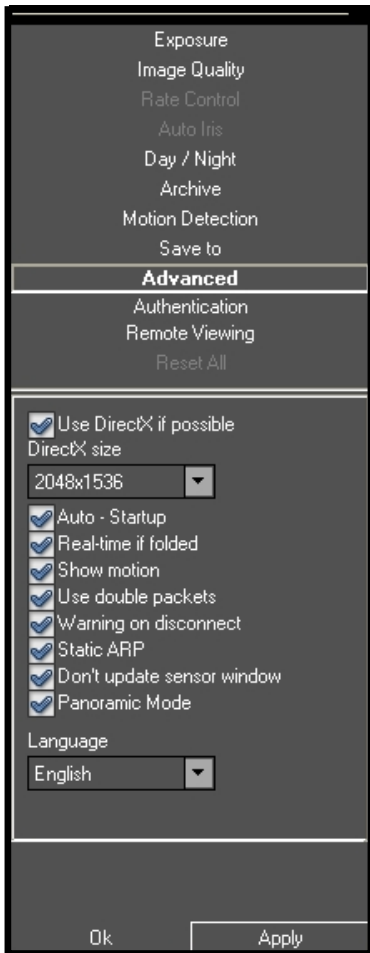 Exposure
Image Quality
Rate Control
Auto Iris
Day / Night
Archive
Motion Detection
Save to
Advanced
Authentication
Remote Viewing
Reset All
Use DirectX if possible
DirectX size
2048x1536
Auto - Startup
Real-time if folded
Show motion
Use double packets
Warning on disconnect
Static ARP
Don't update sensor window
Panoramic Mode
Language
English
Ok Apply